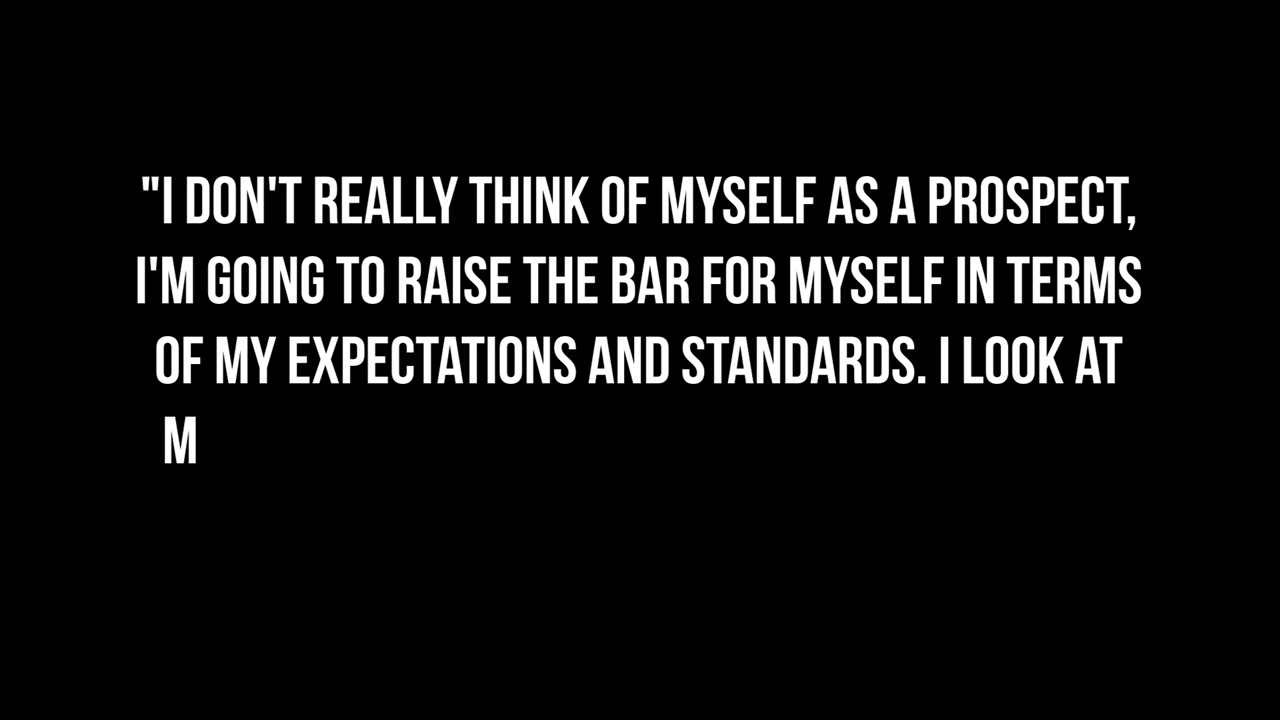 "I DON'T REALLY THINK OF MYSELF AS A PROSPECT,
I'M GOING TO RAISE THE BAR FOR MYSELF IN TERMS
OF MY EXPECTATIONS AND STANDARDS. I LOOK AT
M